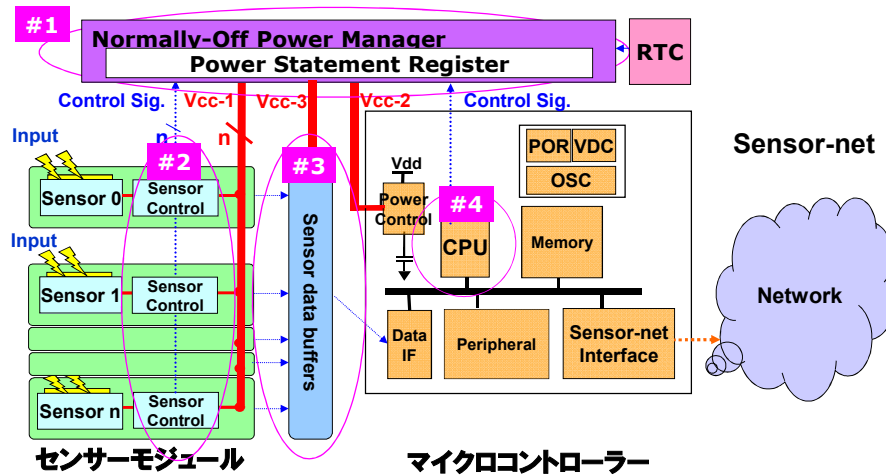 #1
Normally-Off Power Manager
Power Statement Register
RTC
Control Sig.
Vcc-1
Vcc-3
Vcc-2
Control Sig.
n
n
Input
#2
#3
Sensor 0
Sensor
Control
Input
Sensor 1
Sensor
Control
Sensor n
Sensor
Control
Sensor data buffers
Vdd
Power
Control
#4
CPU
POR
VDC
OSC
Memory
Data
IF
Peripheral
Sensor-net
Interface
Sensor-net
Network
センサーモジュール
マイクロコントローラー